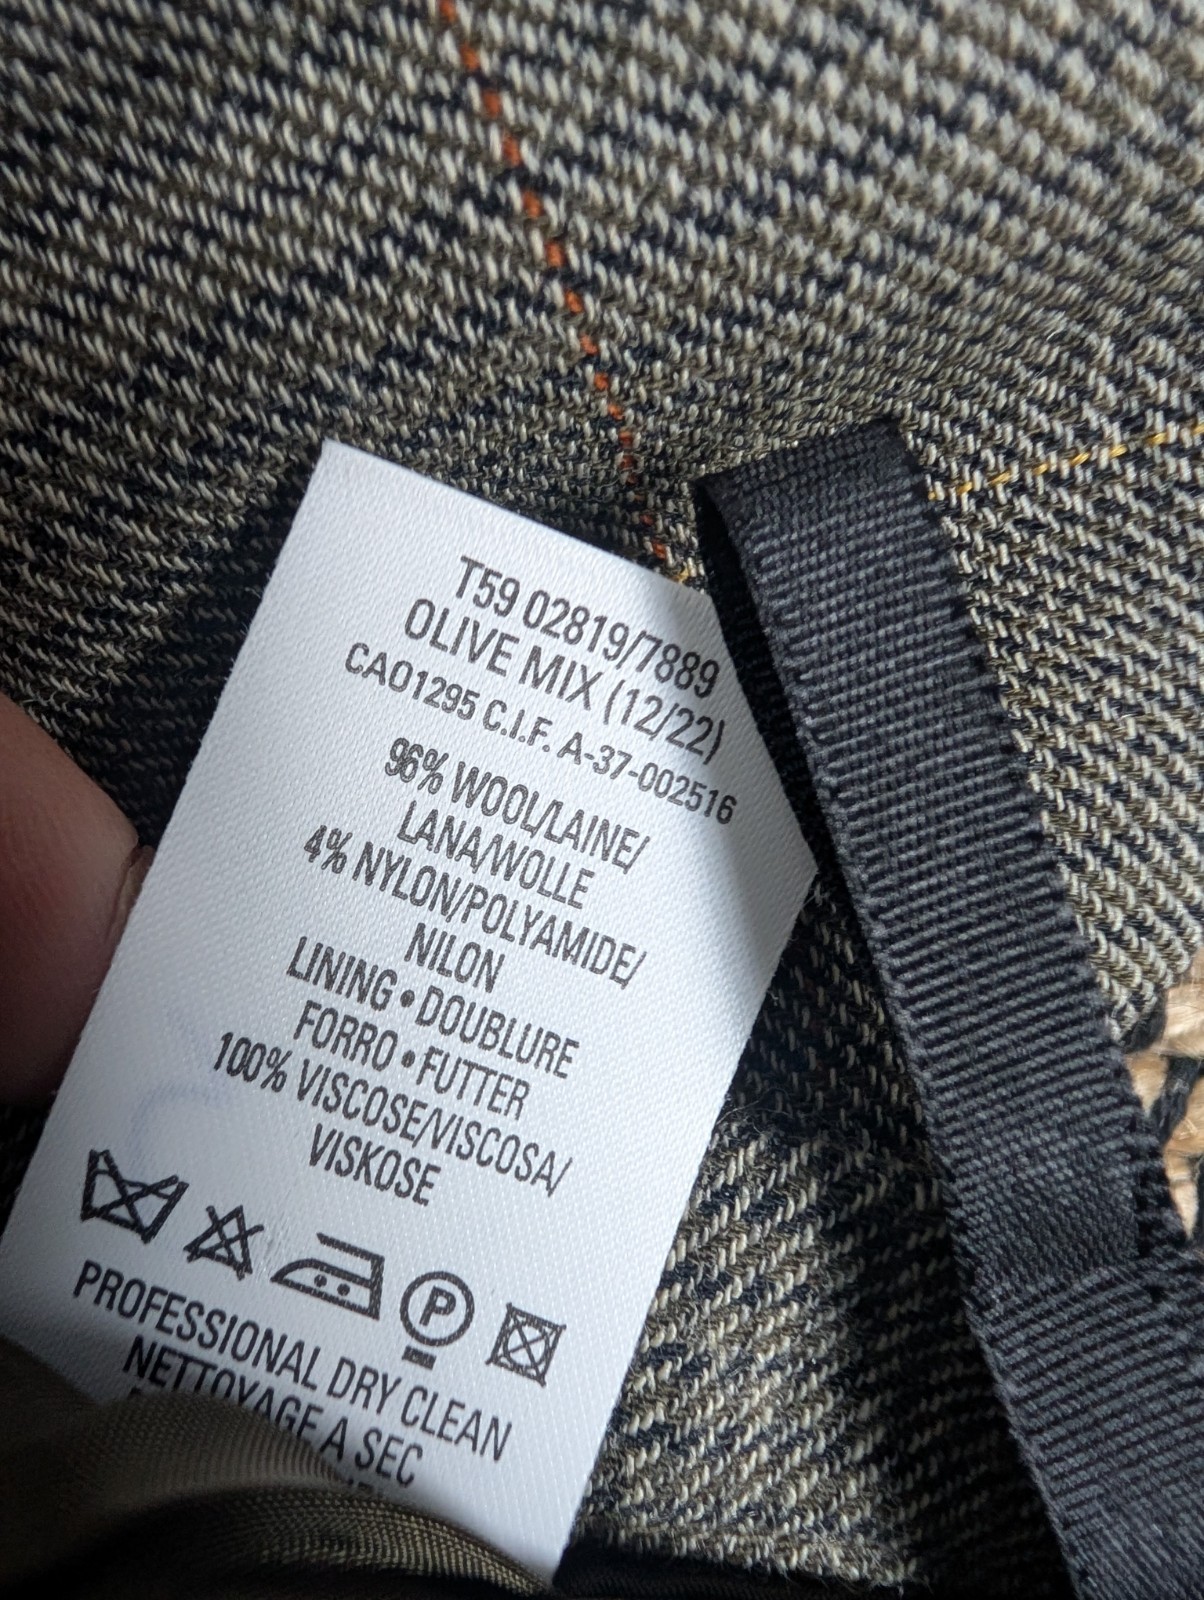 T59 02819/7889
OLIVE MIX (12/22)
CA01295 C.I.F. A-37-002516
96% WOOL/LAINE/
LANA/WOLLE
4% NYLON/POLYAMIDE/
NILON
LINING • DOUBLURE
FORRO • FUTTER
100% VISCOSE/VISCOSA/
VISKOSE
P
PROFESSIONAL DRY CLEAN
NETTOYAGE A SEC